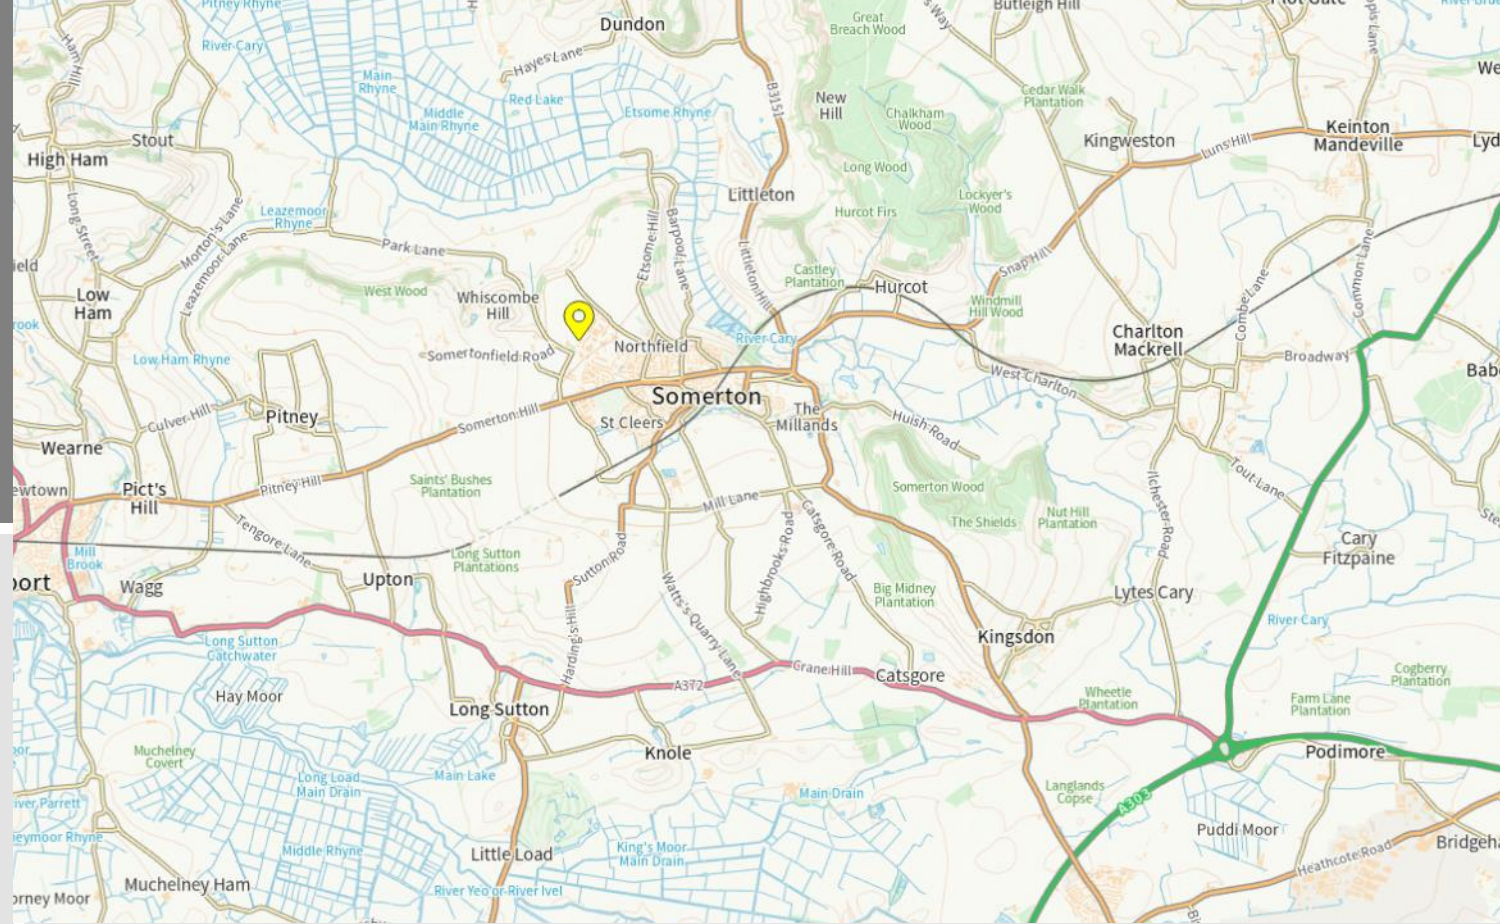 Pitney Rhyne
Butleigh Hill
Dundon
Great
Breach Wood
River Cary
Ham Hill
Hayes Lane
Main
Rhyne
B3151
Cedar Walk
Plantation
Red Lake
New
Hill
Middle
Main Rhyne
Etsome Rhyne
Chalkham
Wood
Stout
Kingweston
Luns Hill
Keinton
Mandeville
High Ham
Long Wood
Littleton
Lockyer's
Wood
Long Street
Leazemoor
Rhyne
Morton's Lane
Hurcot Firs
Park Lane
Etsome Hill
Barpool Lane
Leazemoor Lane
Littleton Hill
Snap Hill
Common Lane
Castley
Plantation
Hurcot
West Wood
Whiscombe
Hill
Low
Ham
Windmill
Hill Wood
Combe Lane
Charlton
Mackrell
Northfield
River Cary
Low Ham Rhyne
Somertonfield Road
Broadway
West Charlton
Somerton
Culver Hill
Pitney
Somerton Hill
St Cleers
The
Millands
Huish Road
Wearne
Pict's
Hill
Pitney Hill
Saints' Bushes
Plantation
Mill Lane
Somerton Wood
The Shields
Nut Hill
Plantation
Ilchester Road
Tout Lane
Tengore Lane
Catsgore Road
Highbrooks Road
Cary
Fitzpaine
Mill
Brook
Wagg
Upton
Long Sutton
Plantations
Sutton Road
Watts's Quarry Lane
Big Midney
Plantation
Lytes Cary
Kingsdon
River Cary
Long Sutton
Catchwater
Harding's Hill
Hay Moor
A372
Crane Hill
Catsgore
Wheetle
Plantation
Cogberry
Plantation
Farm Lane
Plantation
Long Sutton
Knole
Podimore
Muchelney
Covert
Long Load
Main Drain
Main Lake
Main Drain
Langlands
Copse
A303
Puddi Moor
Middle Rhyne
Little Load
King's Moor
Main Drain
Heathcote Road
Muchelney Ham
River Yeo or River Ivel